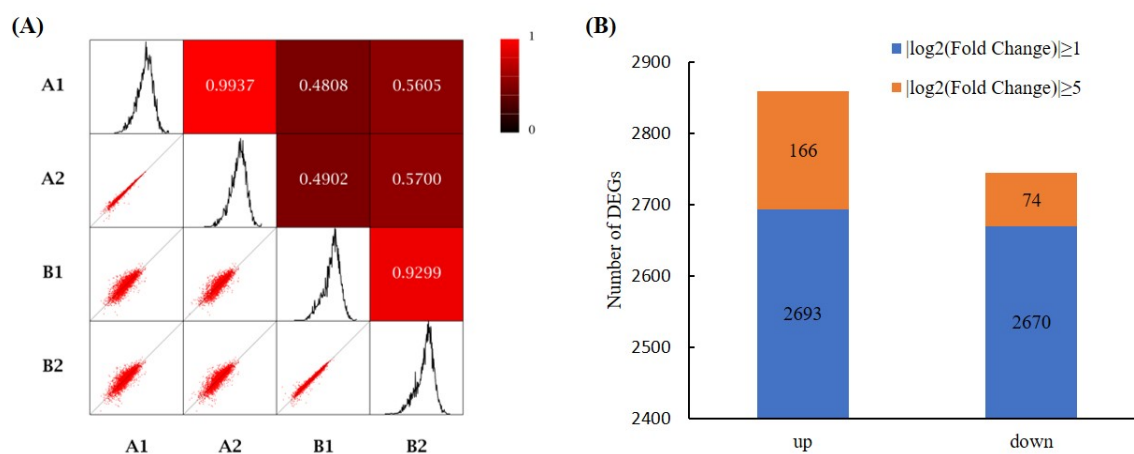 (A)
A1
0.9937
0.4808
0.5605
1
0
A2
0.4902
0.5700
B1
0.9299
B2
A1
A2
B1
B2
(B)
|log2(Fold Change)|≥1
|log2(Fold Change)|≥5
Number of DEGs
2900
2800
2700
2600
2500
2400
166
2693
74
2670
up
down